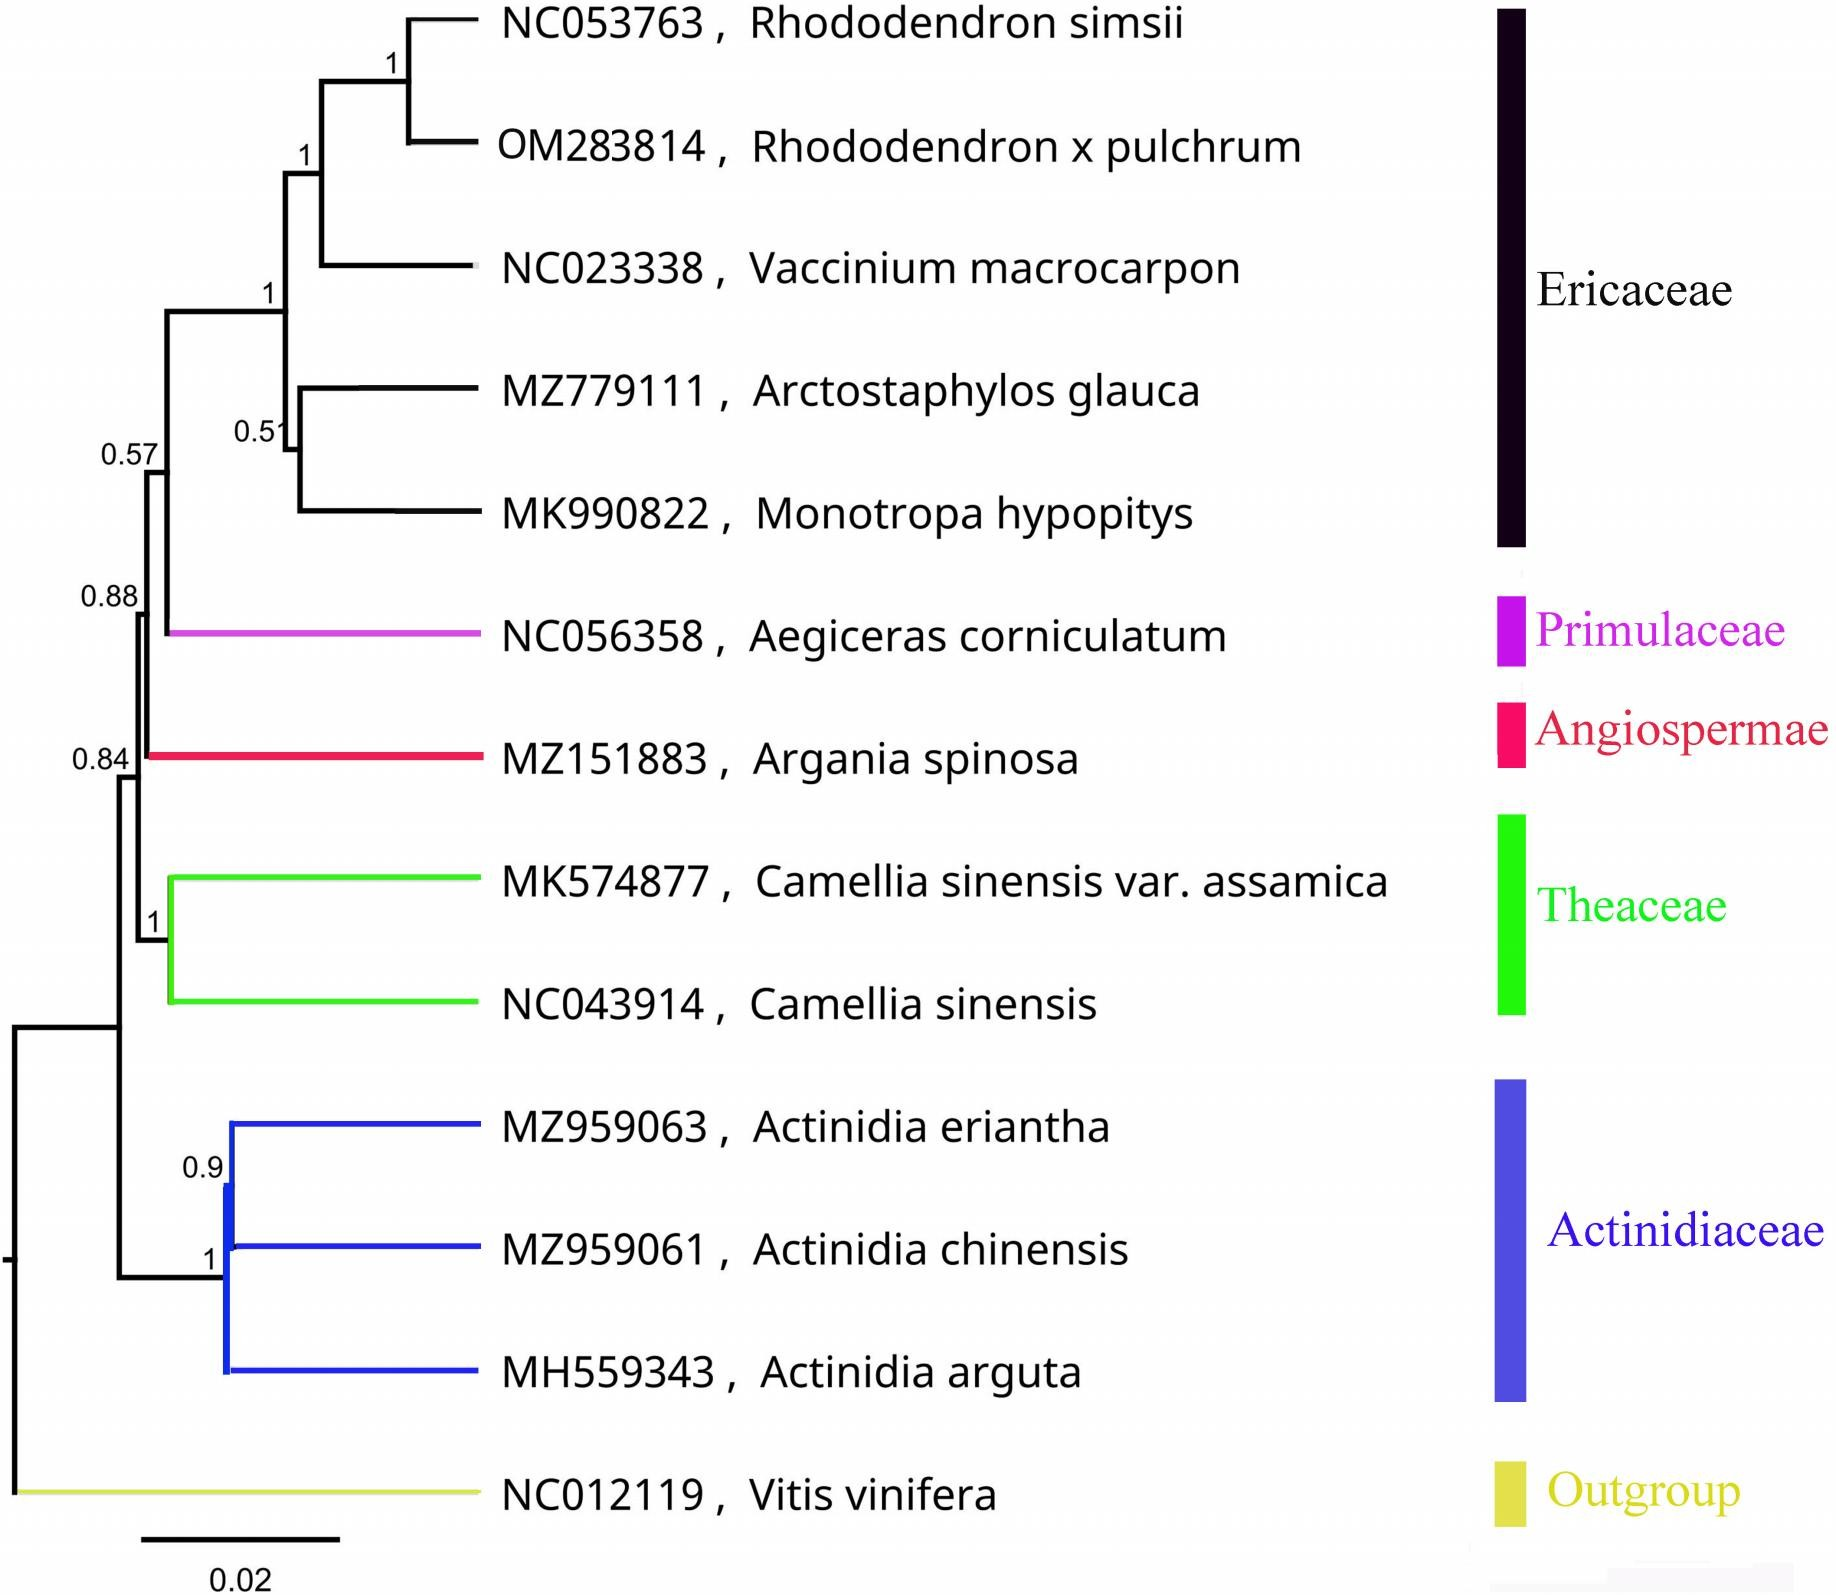 NC053763 , Rhododendron simsii
1
OM283814 , Rhododendron x pulchrum
1
NC023338 , Vaccinium macrocarpon
Ericaceae
1
MZ779111 , Arctostaphylos glauca
0.51
0.57
MK990822 , Monotropa hypopitys
0.88
NC056358 , Aegiceras corniculatum
Primulaceae
MZ151883 , Argania spinosa
Angiospermae
0.84
MK574877 , Camellia sinensis var. assamica
Theaceae
1
NC043914 , Camellia sinensis
MZ959063 , Actinidia eriantha
0.9
MZ959061 , Actinidia chinensis
Actinidiaceae
1
MH559343 , Actinidia arguta
NC012119 , Vitis vinifera
Outgroup
0.02